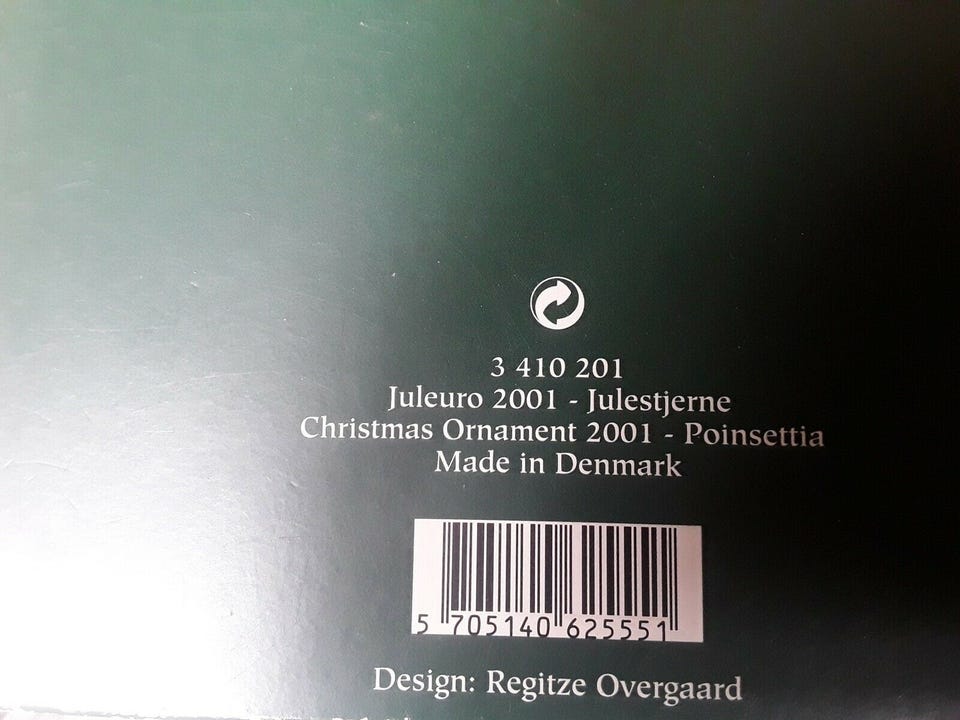 3 410 201
Juleuro 2001 - Julestjerne
Christmas Ornament 2001 - Poinsettia
Made in Denmark
5 705140 625551
Design: Regitze Overgaard